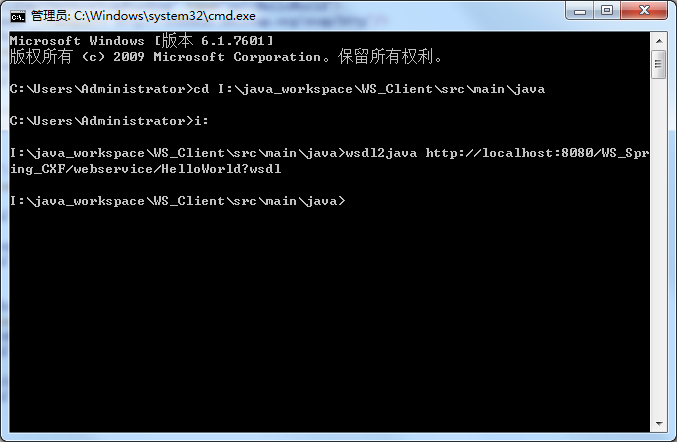 管理员: C:\Windows\system32\cmd.exe
Microsoft Windows [版本 6.1.7601]
版权所有 (c) 2009 Microsoft Corporation。保留所有权利。
C:\Users\Administrator>cd I:\java_workspace\WS_Client\src\main\java
C:\Users\Administrator>i:
I:\java_workspace\WS_Client\src\main\java>wsdl2java http://localhost:8080/WS_Spr
ing_CXF/webservice/HelloWorld?wsdl
I:\java_workspace\WS_Client\src\main\java>